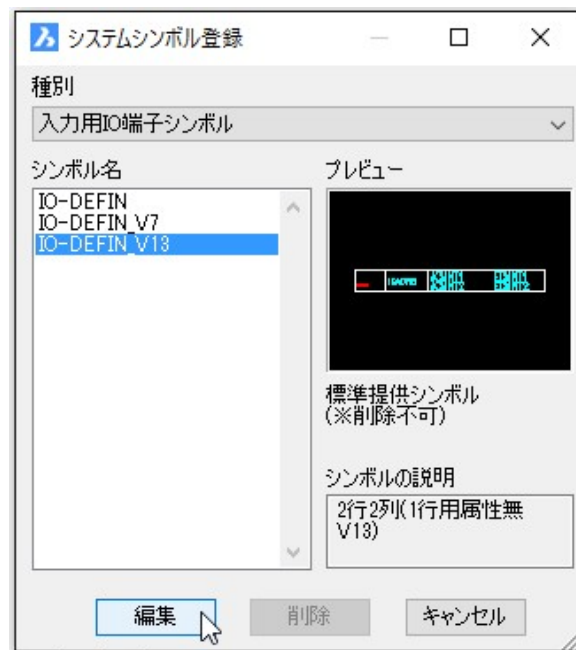 システムシンボル登録
種別
入力用IO端子シンボル
シンボル名
プレビュー
IO-DEFIN
IO-DEFIN_V7
IO-DEFIN_V13
標準提供シンボル
(※削除不可)
シンボルの説明
2行2列(1行用属性無
V13)
編集
削除
キャンセル